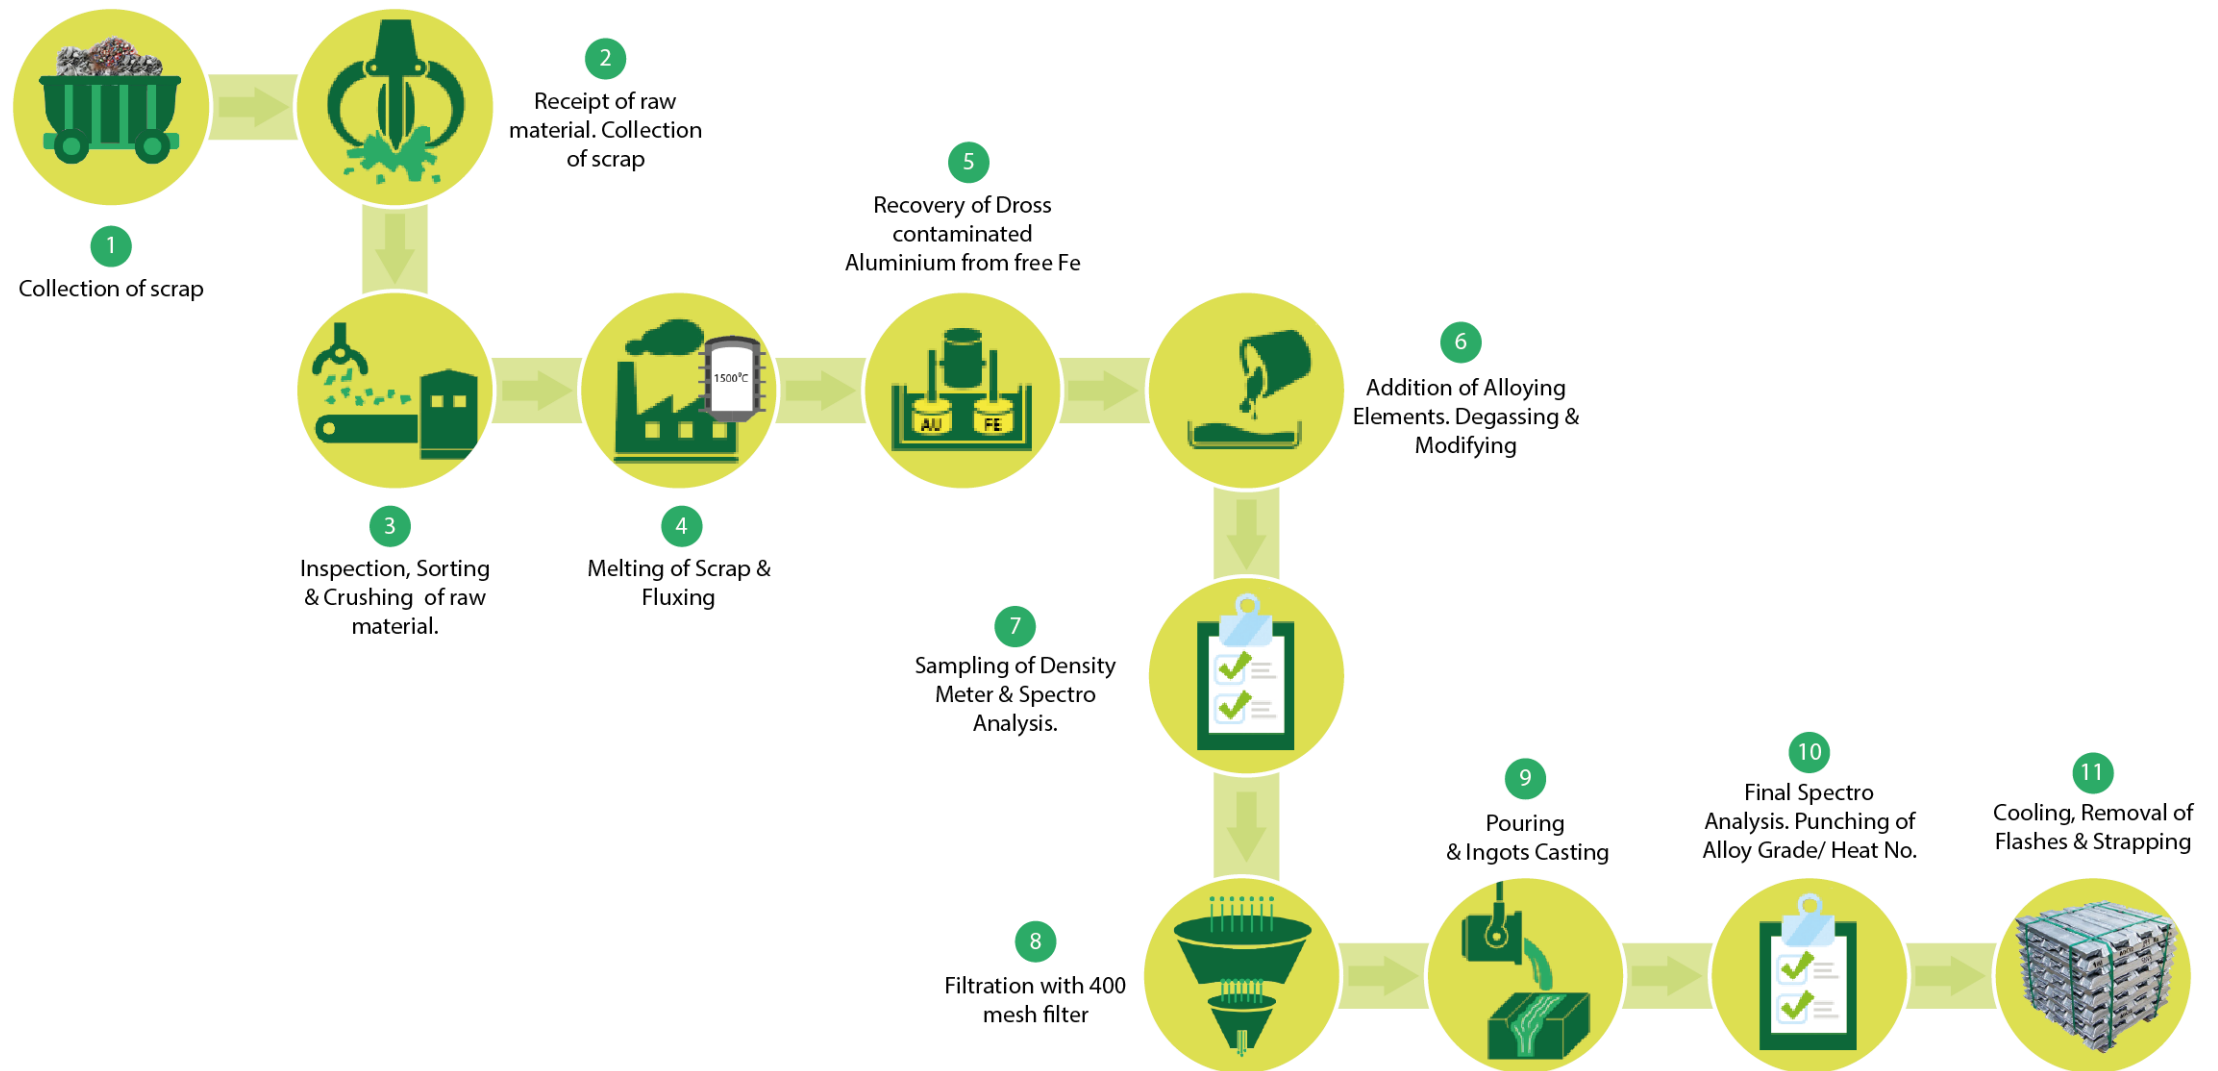 1
Collection of scrap
2
Receipt of raw
material. Collection
of scrap
3
Inspection, Sorting
& Crushing of raw
material.
1500°C
4
Melting of Scrap &
Fluxing
5
Recovery of Dross
contaminated
Aluminium from free Fe
AU FE
6
Addition of Alloying
Elements. Degassing &
Modifying
7
Sampling of Density
Meter & Spectro
Analysis.
8
Filtration with 400
mesh filter
9
Pouring
& Ingots Casting
10
Final Spectro
Analysis. Punching of
Alloy Grade/ Heat No.
11
Cooling, Removal of
Flashes & Strapping